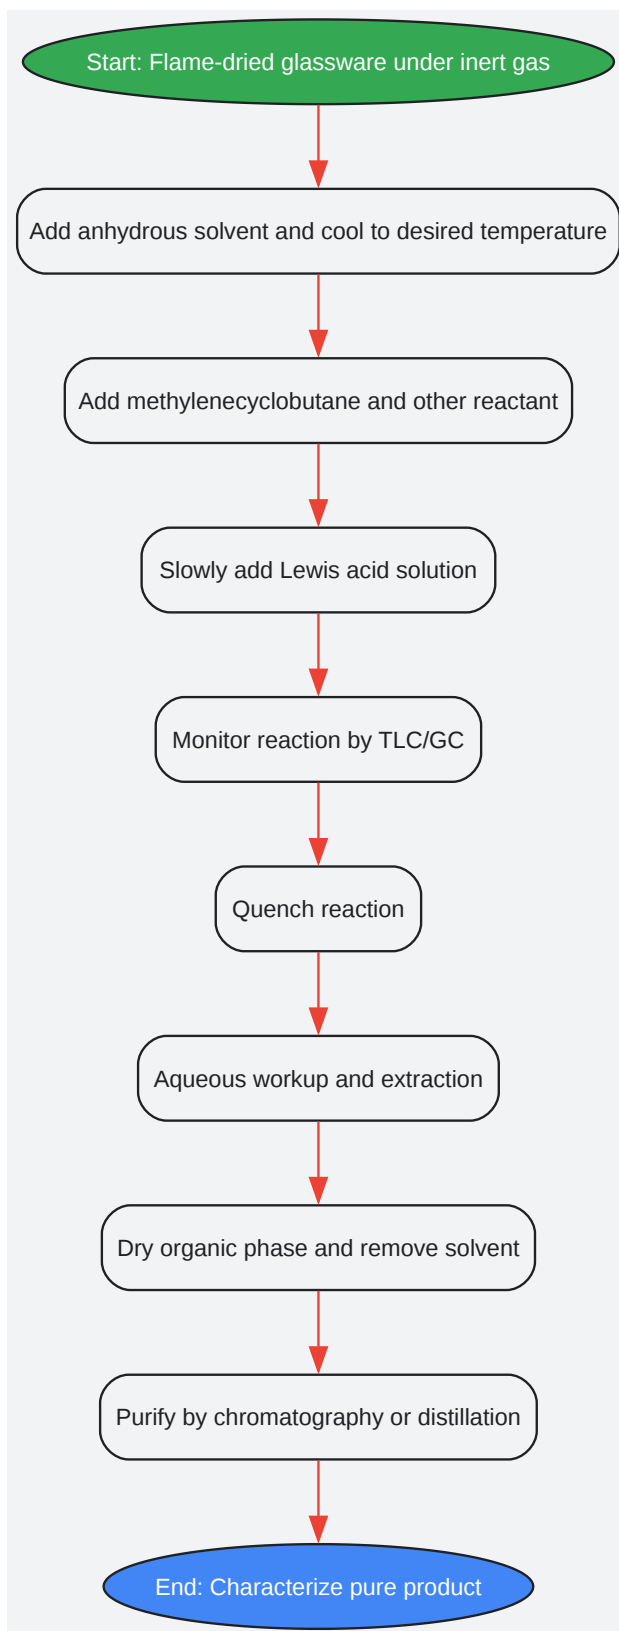 Start: Flame-dried glassware under inert gas
Add anhydrous solvent and cool to desired temperature
Add methylenecyclobutane and other reactant
Slowly add Lewis acid solution
Monitor reaction by TLC/GC
Quench reaction
Aqueous workup and extraction
Dry organic phase and remove solvent
Purify by chromatography or distillation
End: Characterize pure product